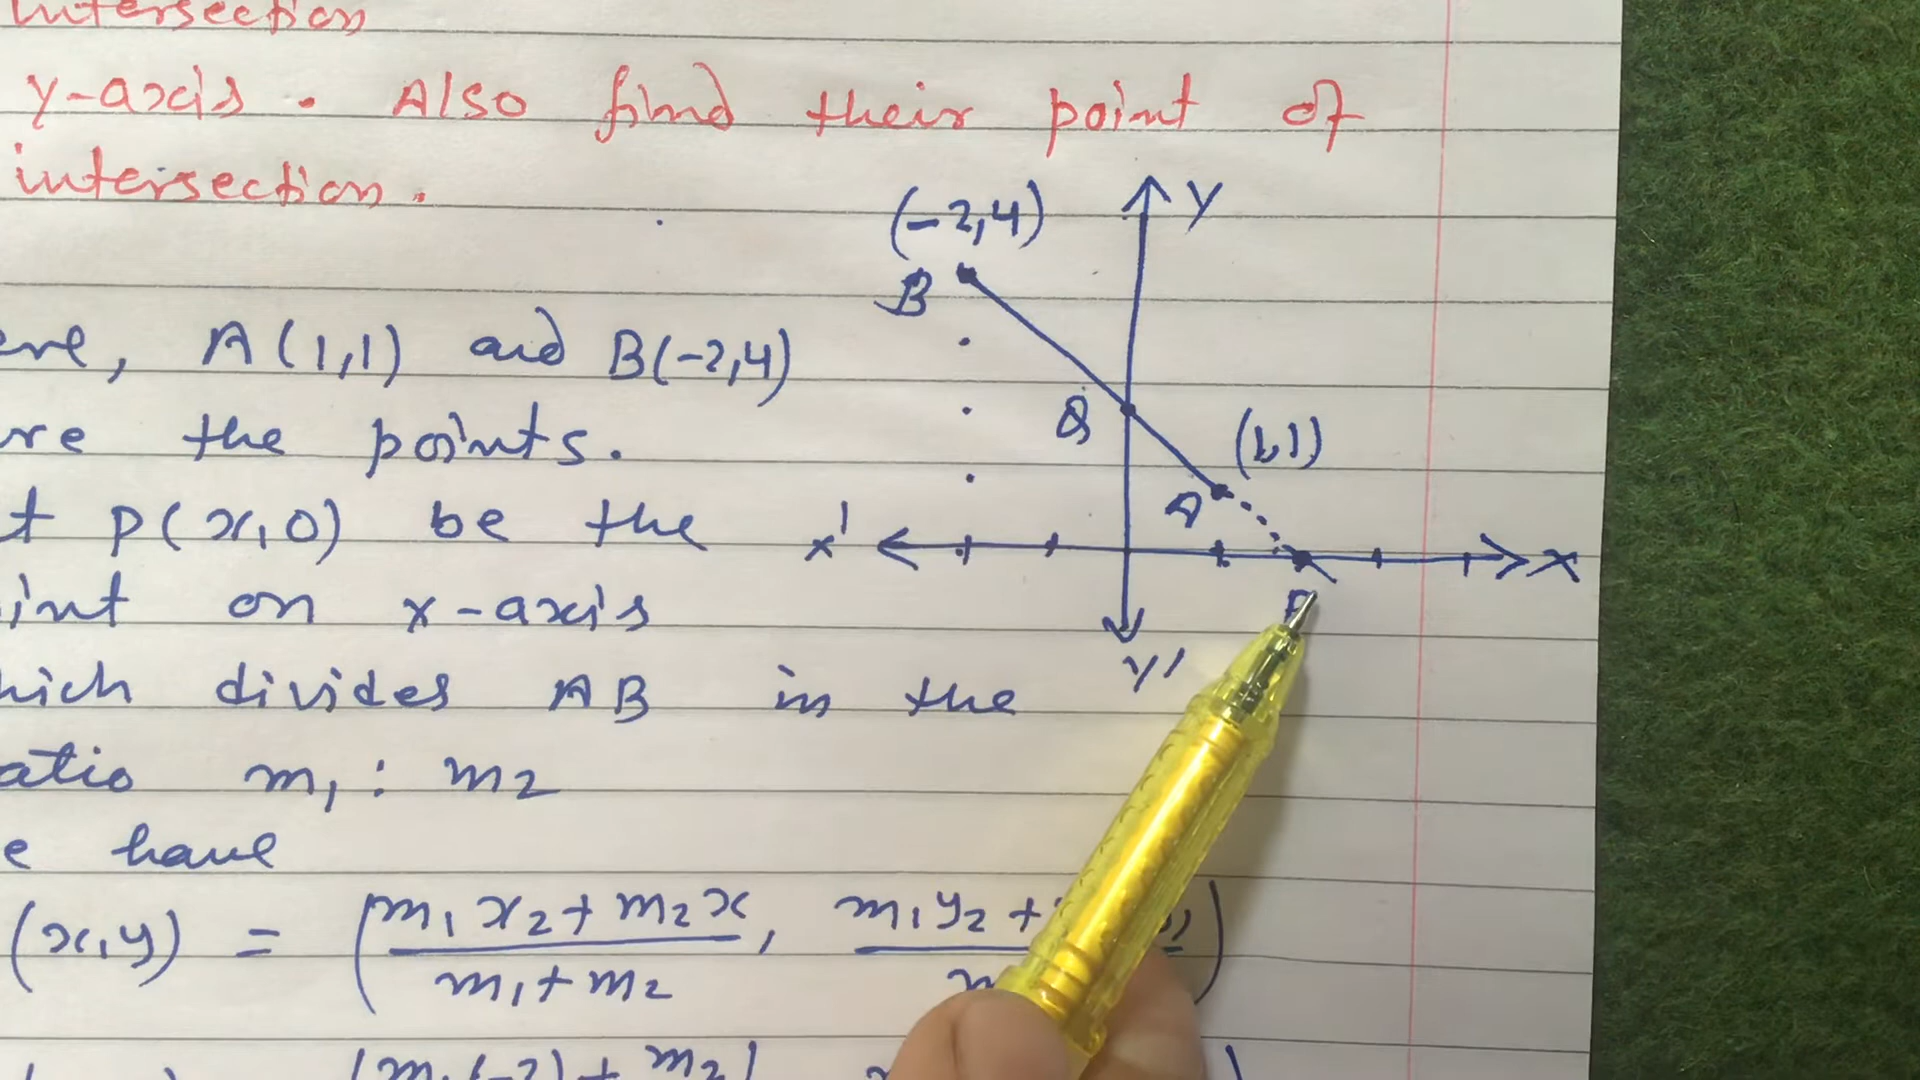 intersection
y-axis. Also find their point of
intersection.
(-2,4)
Y
B
ere, A(1,1) and B(-2,4)
re the points.
Q
(1,1)
A
t P(x,0) be the
x'
X
int on x-axis
P
y'
hich divides AB in the
atio m₁ : m₂
e have
(x,y) = (m₁x₂+m₂x/m₁+m₂, m₁y₂+